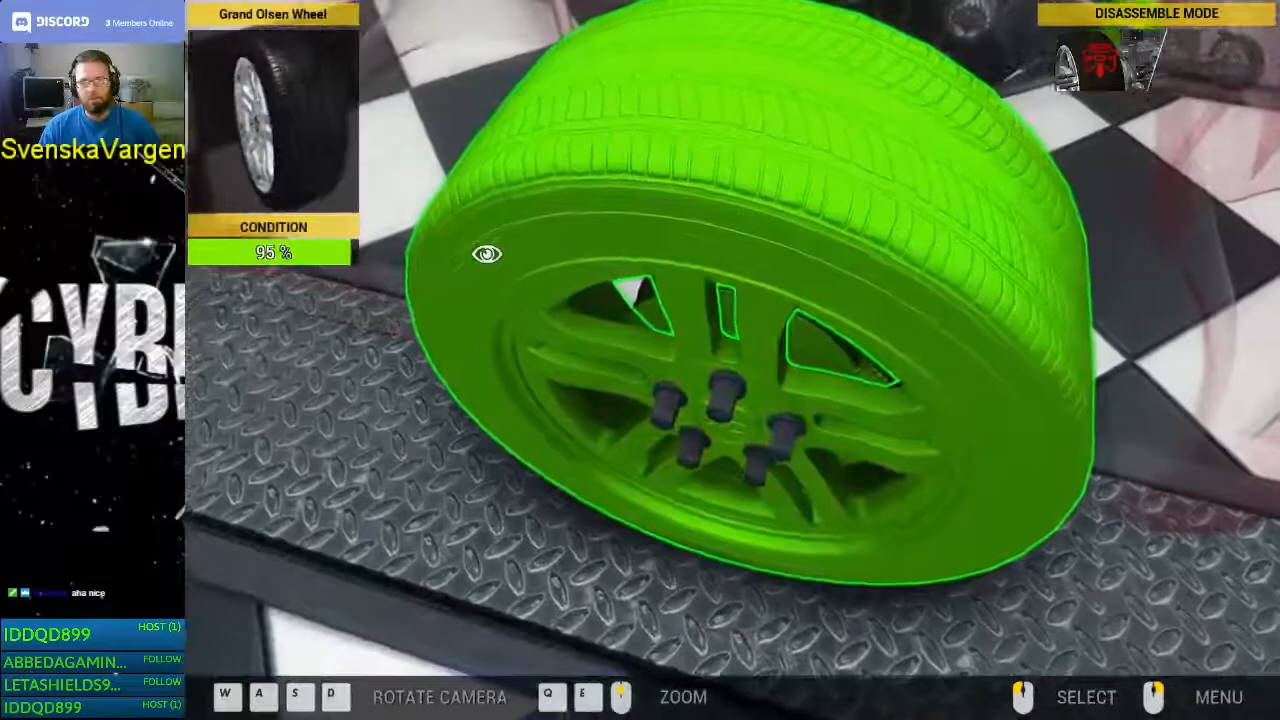 DISCORD 3 Members Online
Grand Olsen Wheel
DISASSEMBLE MODE
SvenskaVargen
CONDITION
95 %
CYB
aha nice
IDDQD899 HOST (1)
ABBEDAGAMIN... FOLLOW
LETASHIELDS9... FOLLOW
IDDQD899 HOST (1)
W A S D ROTATE CAMERA Q E ZOOM SELECT MENU